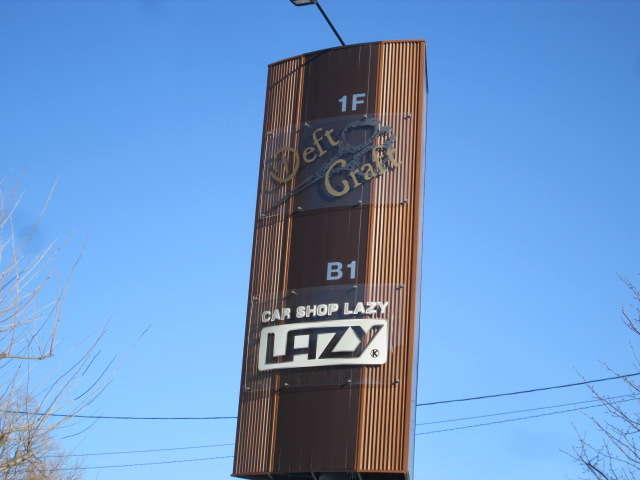 1F
Deft
Craft
B1
CAR SHOP LAZY
LAZY®